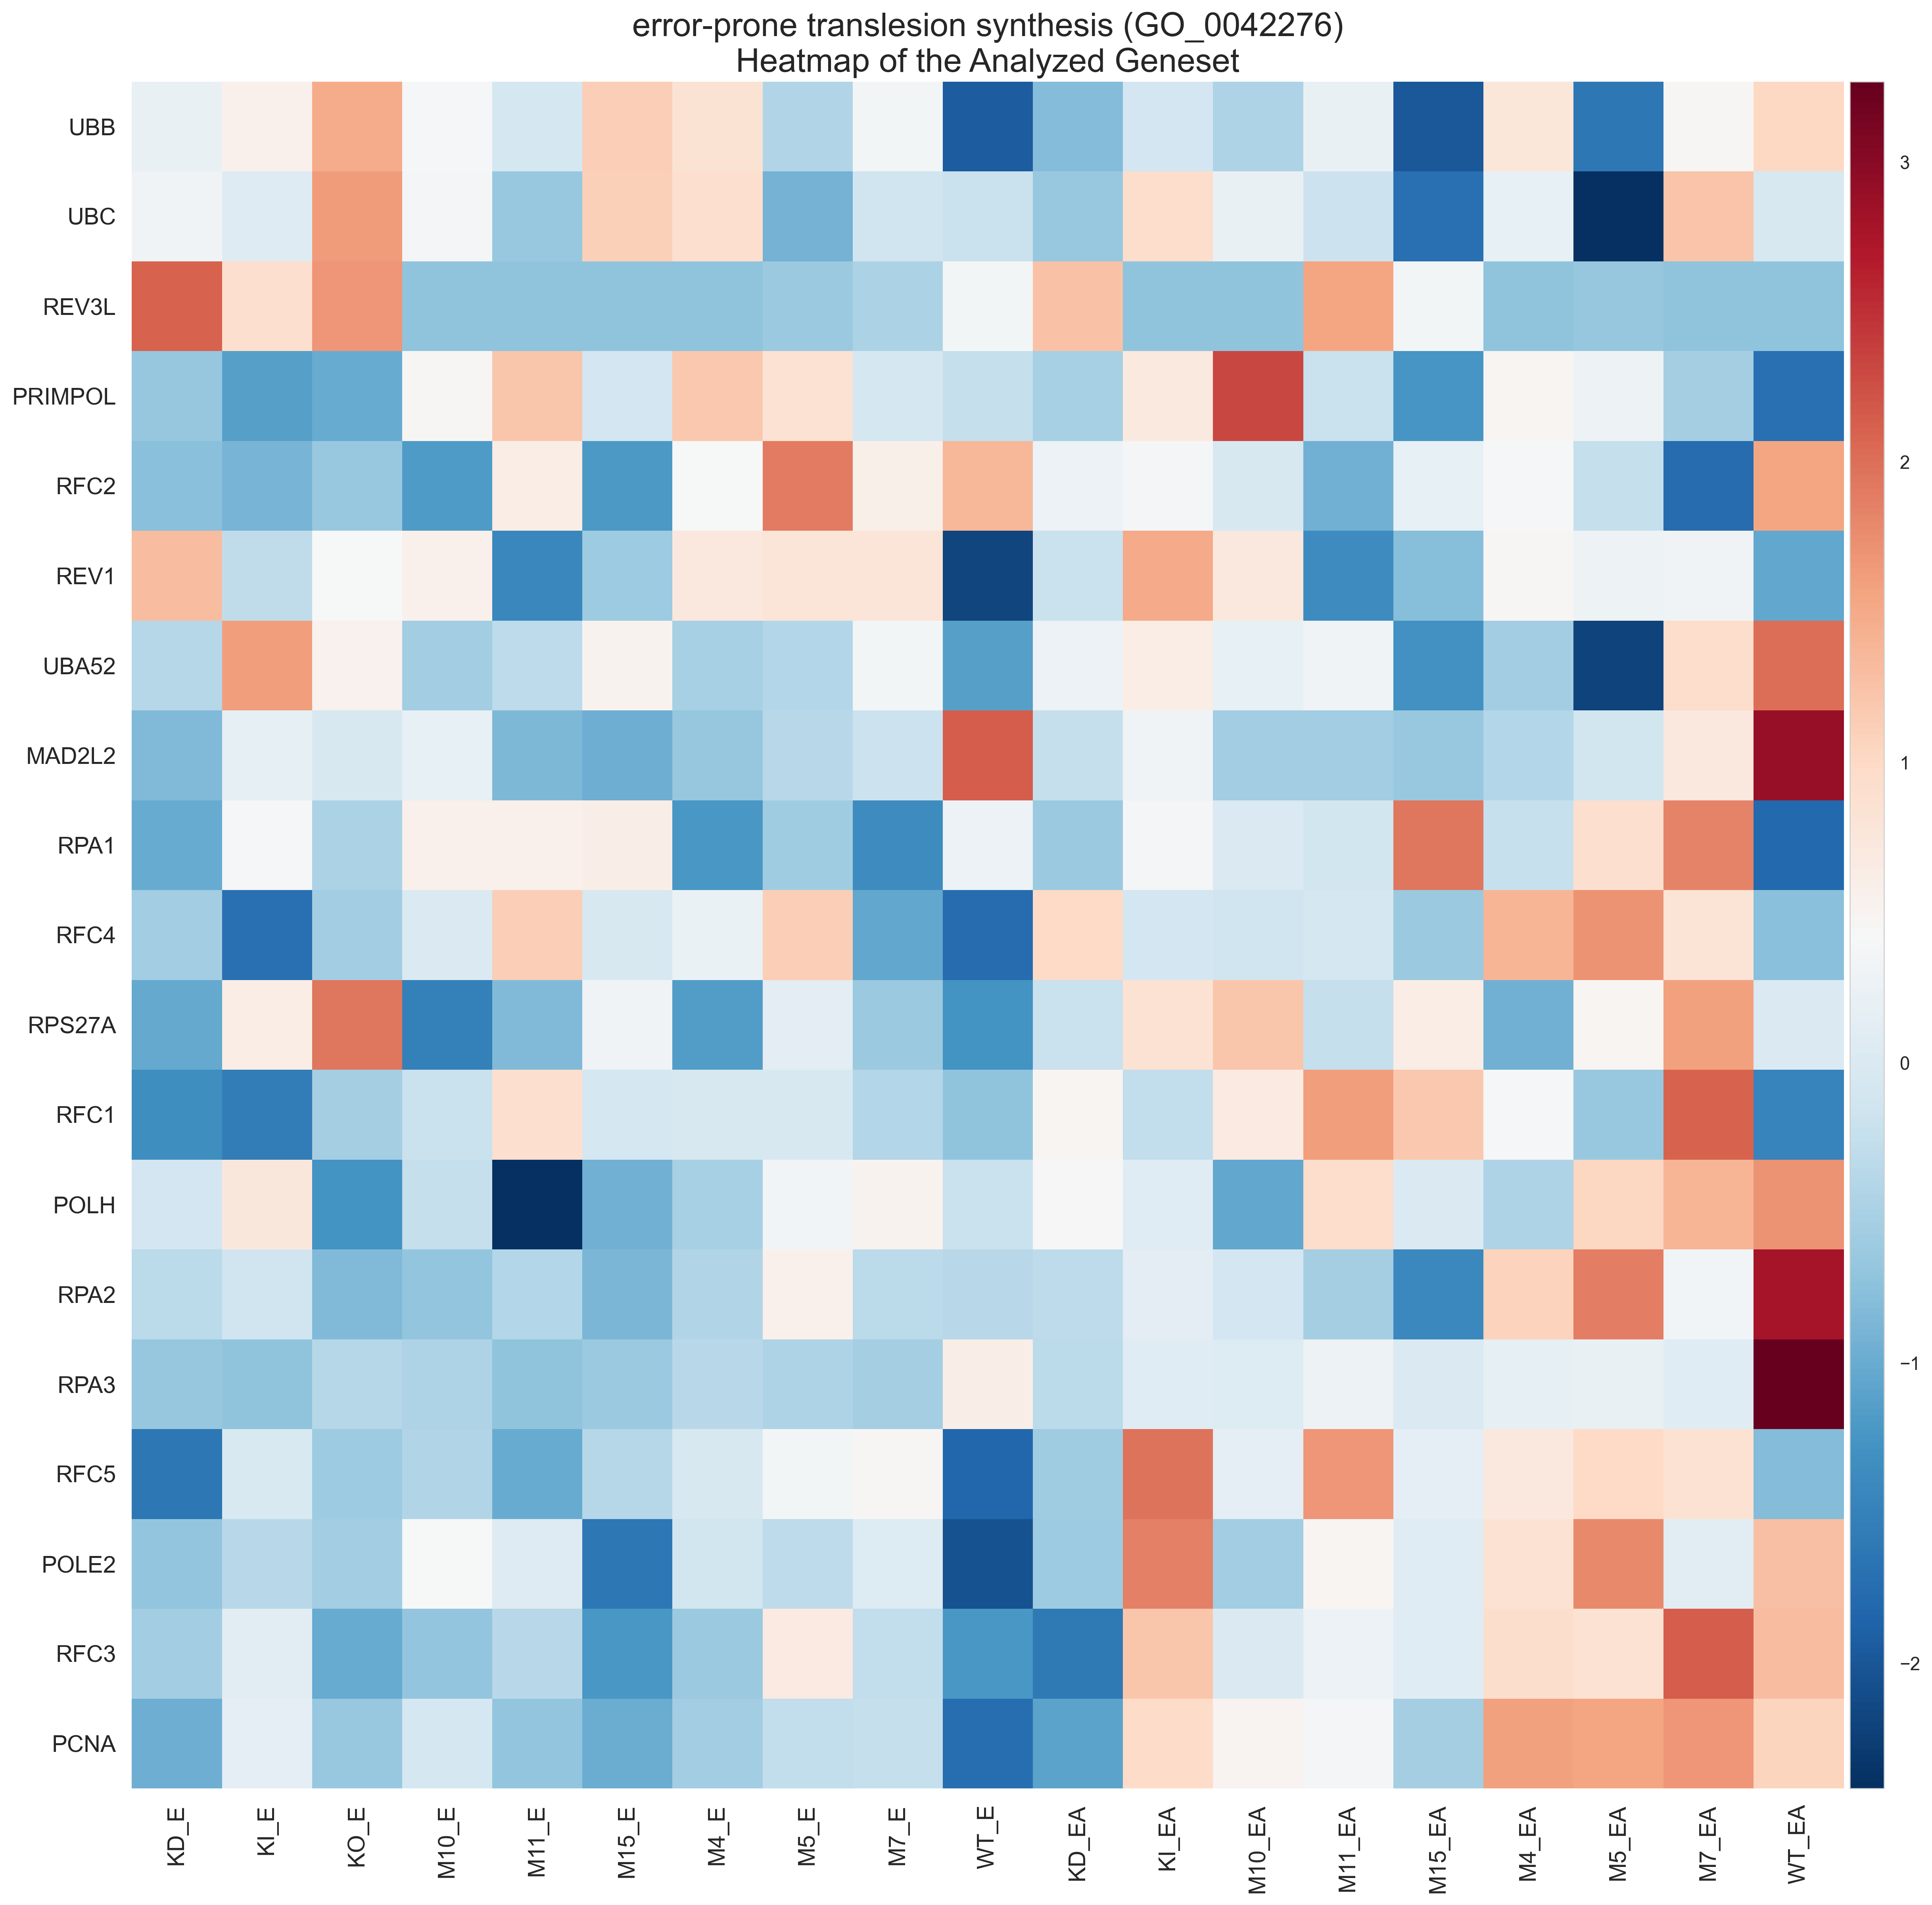 error-prone translesion synthesis (GO_0042276)
Heatmap of the Analyzed Geneset
UBB
UBC
REV3L
PRIMPOL
RFC2
REV1
UBA52
MAD2L2
RPA1
RFC4
RPS27A
RFC1
POLH
RPA2
RPA3
RFC5
POLE2
RFC3
PCNA
KD_E
KI_E
KO_E
M10_E
M11_E
M15_E
M4_E
M5_E
M7_E
WT_E
KD_EA
KI_EA
M10_EA
M11_EA
M15_EA
M4_EA
M5_EA
M7_EA
WT_EA
3
2
1
0
−1
−2